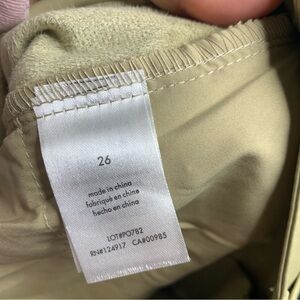 26
made in china
fabriqué en chine
hecho en china
LOT#PO782
RN#124917 CA#00985